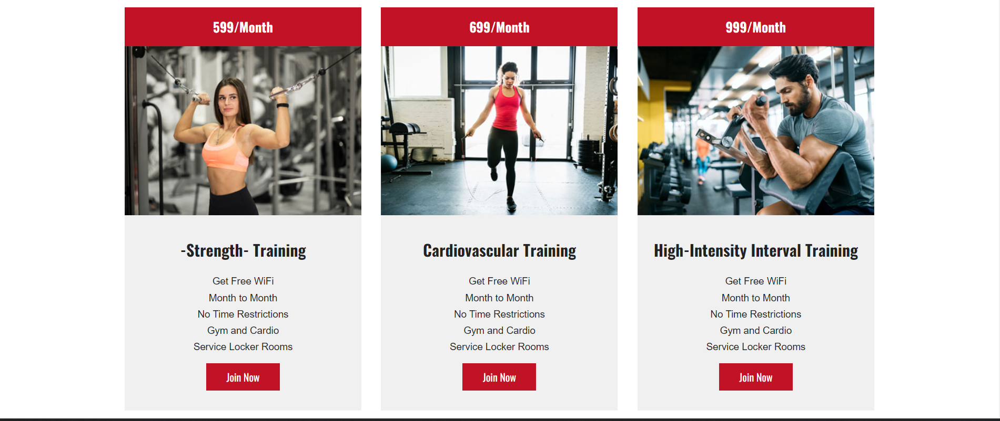 599/Month
-Strength- Training
Get Free WiFi
Month to Month
No Time Restrictions
Gym and Cardio
Service Locker Rooms
Join Now
699/Month
Cardiovascular Training
Get Free WiFi
Month to Month
No Time Restrictions
Gym and Cardio
Service Locker Rooms
Join Now
999/Month
High-Intensity Interval Training
Get Free WiFi
Month to Month
No Time Restrictions
Gym and Cardio
Service Locker Rooms
Join Now